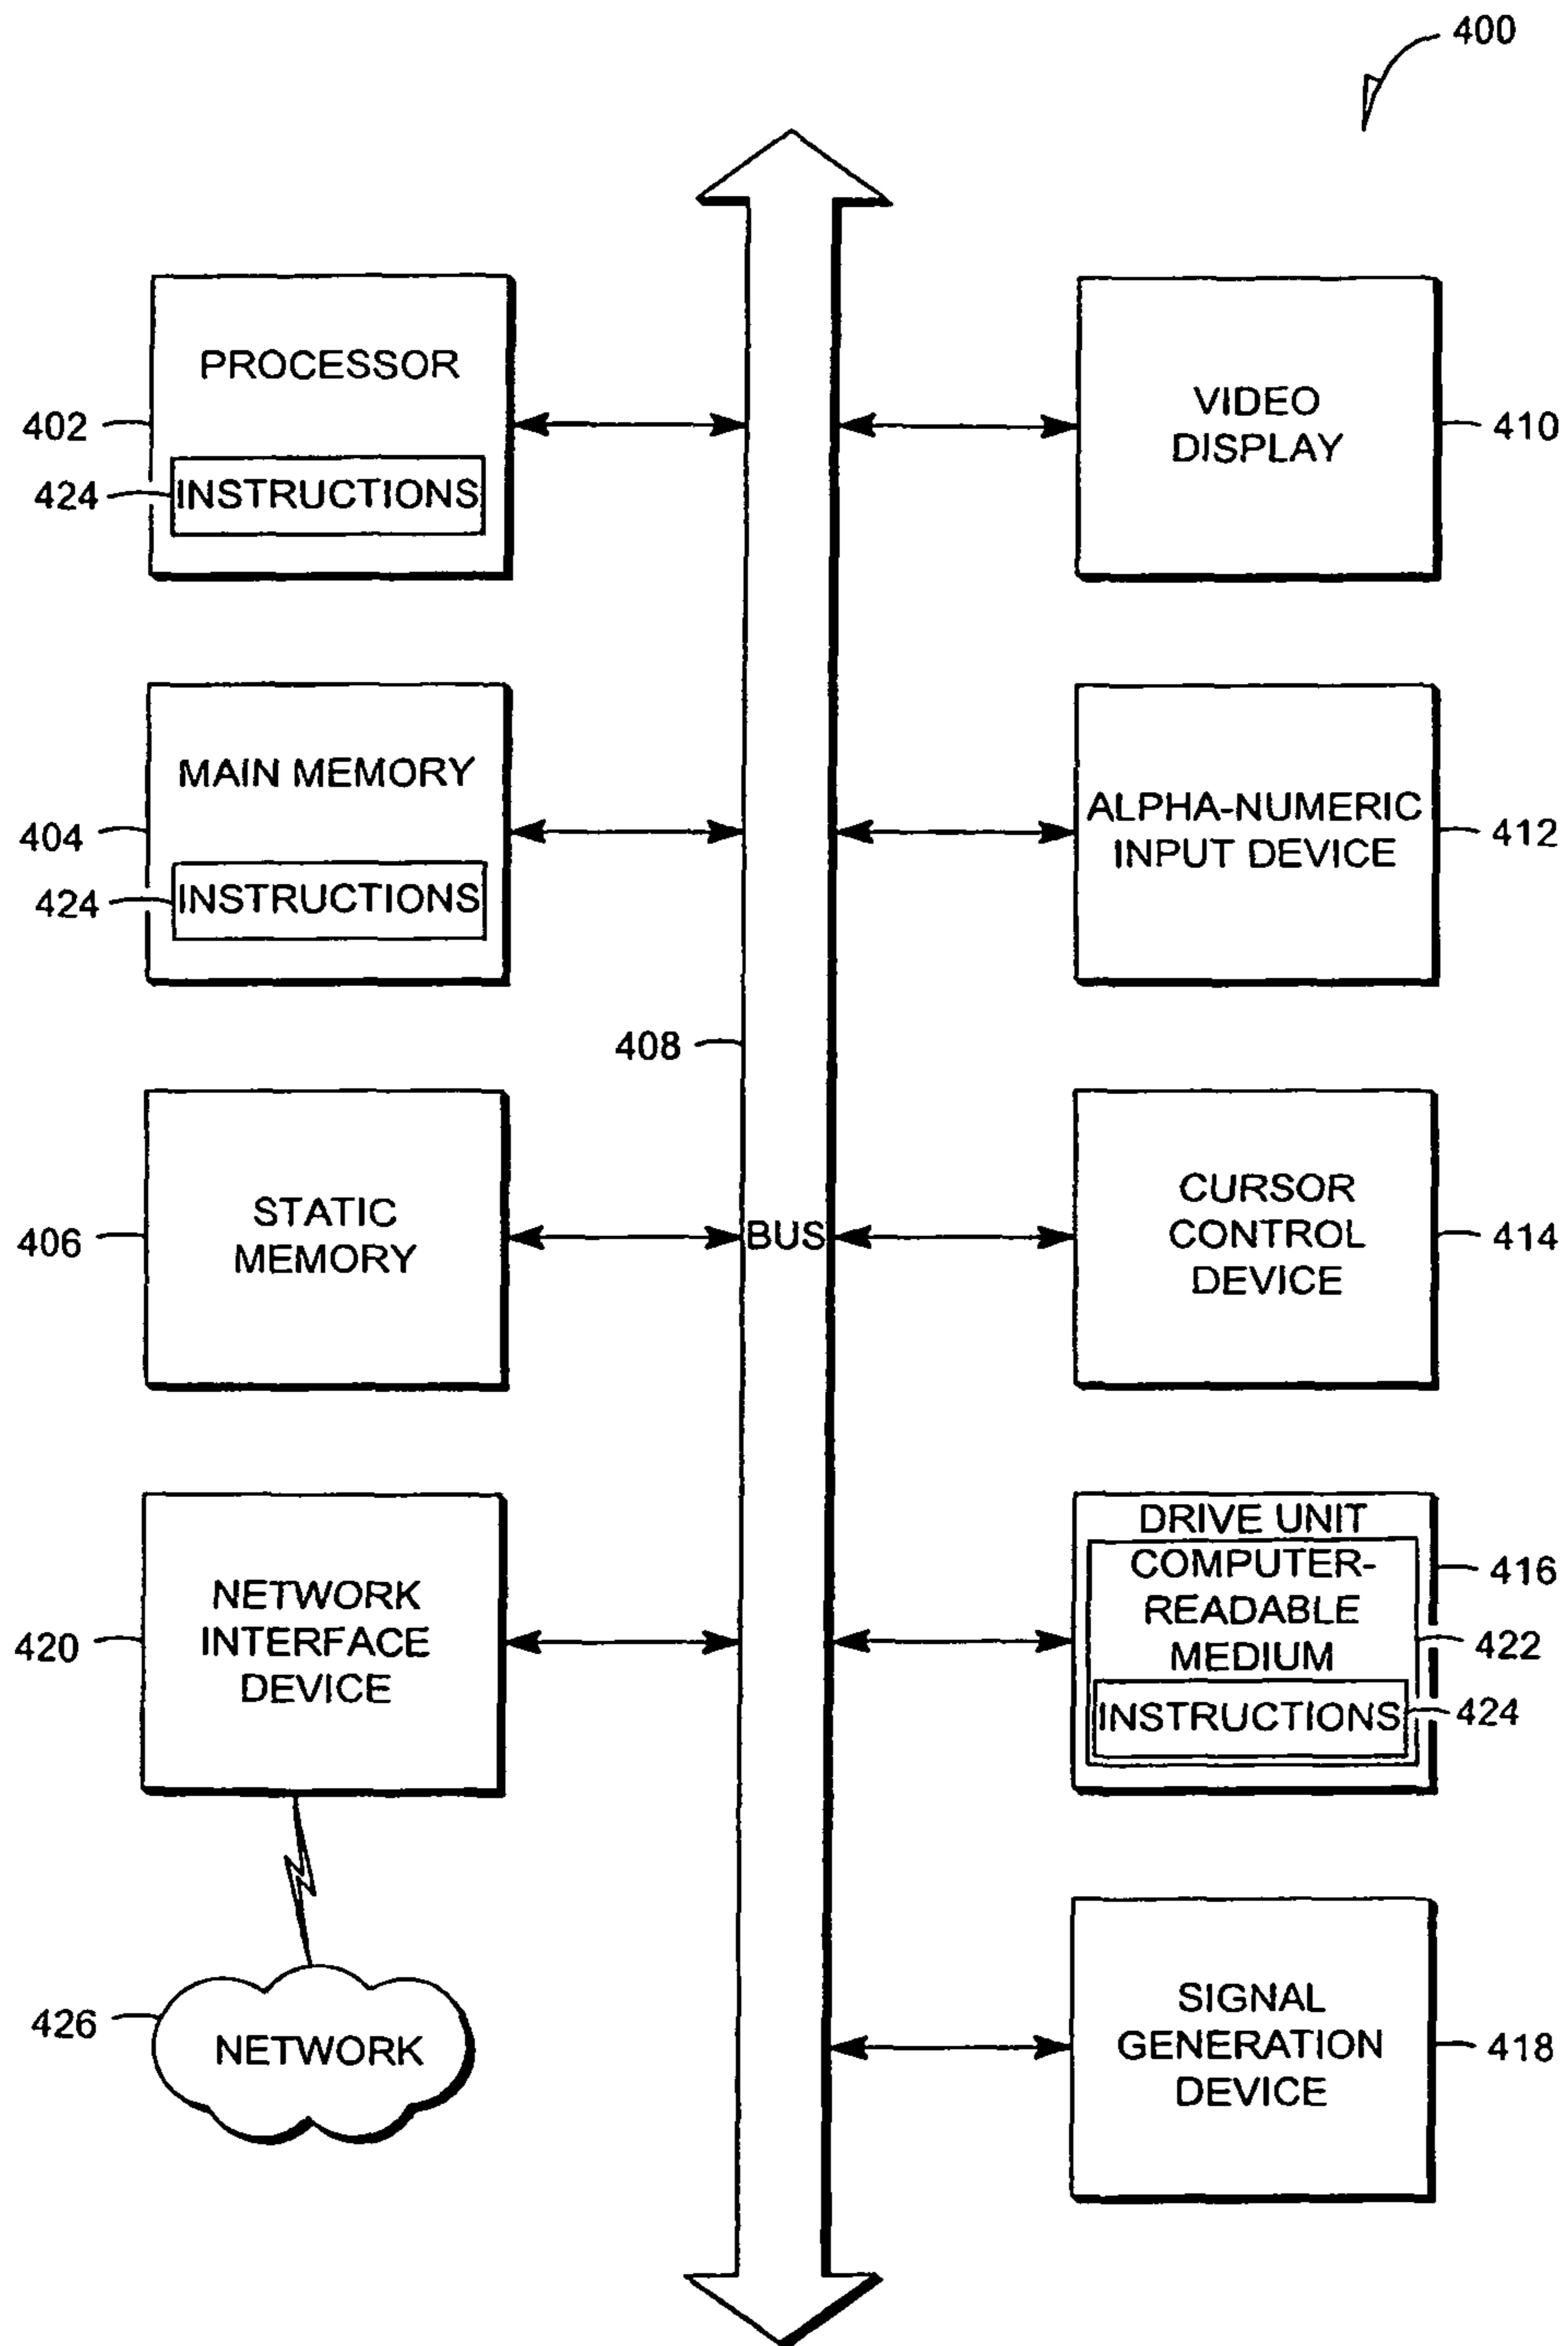 400
PROCESSOR
402
424
INSTRUCTIONS
VIDEO
DISPLAY
410
MAIN MEMORY
404
424
INSTRUCTIONS
ALPHA-NUMERIC
INPUT DEVICE
412
408
STATIC
MEMORY
406
BUS
CURSOR
CONTROL
DEVICE
414
NETWORK
INTERFACE
DEVICE
420
DRIVE UNIT
416
COMPUTER-
READABLE
MEDIUM
422
INSTRUCTIONS
424
426
NETWORK
SIGNAL
GENERATION
DEVICE
418